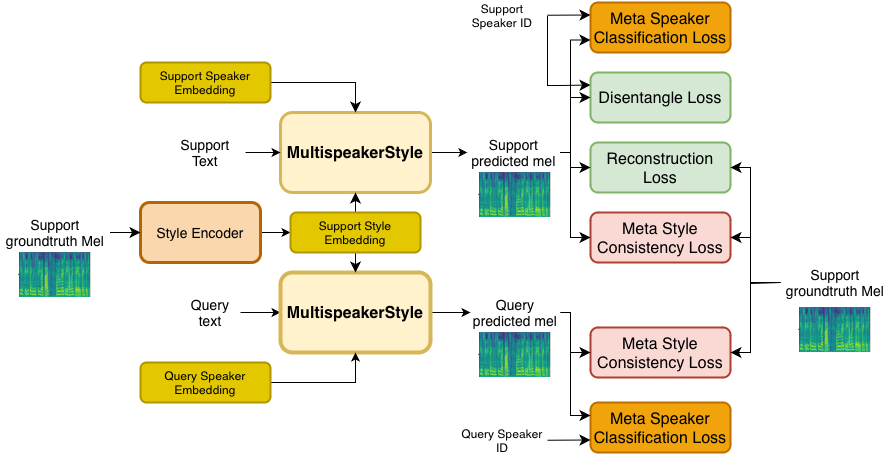 Support
Speaker ID
Meta Speaker
Classification Loss
Support Speaker
Embedding
Disentangle Loss
Support
Text
MultispeakerStyle
Support
predicted mel
Reconstruction
Loss
Support
groundtruth Mel
Style Encoder
Support Style
Embedding
Meta Style
Consistency Loss
Support
groundtruth Mel
Query
text
MultispeakerStyle
Query
predicted mel
Meta Style
Consistency Loss
Query Speaker
Embedding
Meta Speaker
Classification Loss
Query Speaker
ID